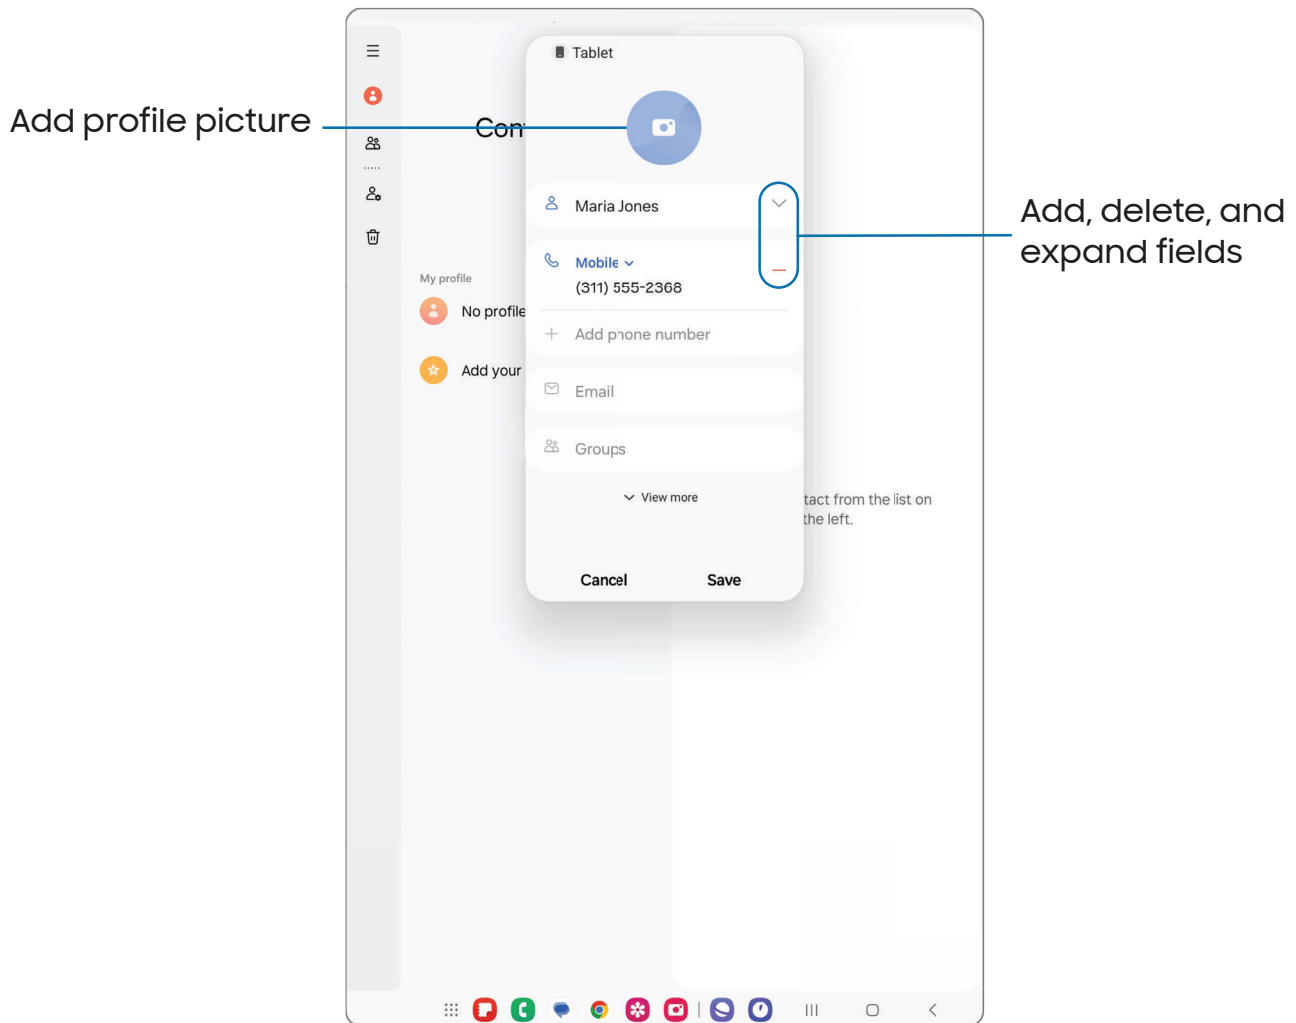 Tablet
Add profile picture
Con
Maria Jones
Add, delete, and
expand fields
Mobile
(311) 555-2368
My profile
No profile
Add phone number
Add your
Email
Groups
View more
tact from the list on
the left.
Cancel
Save